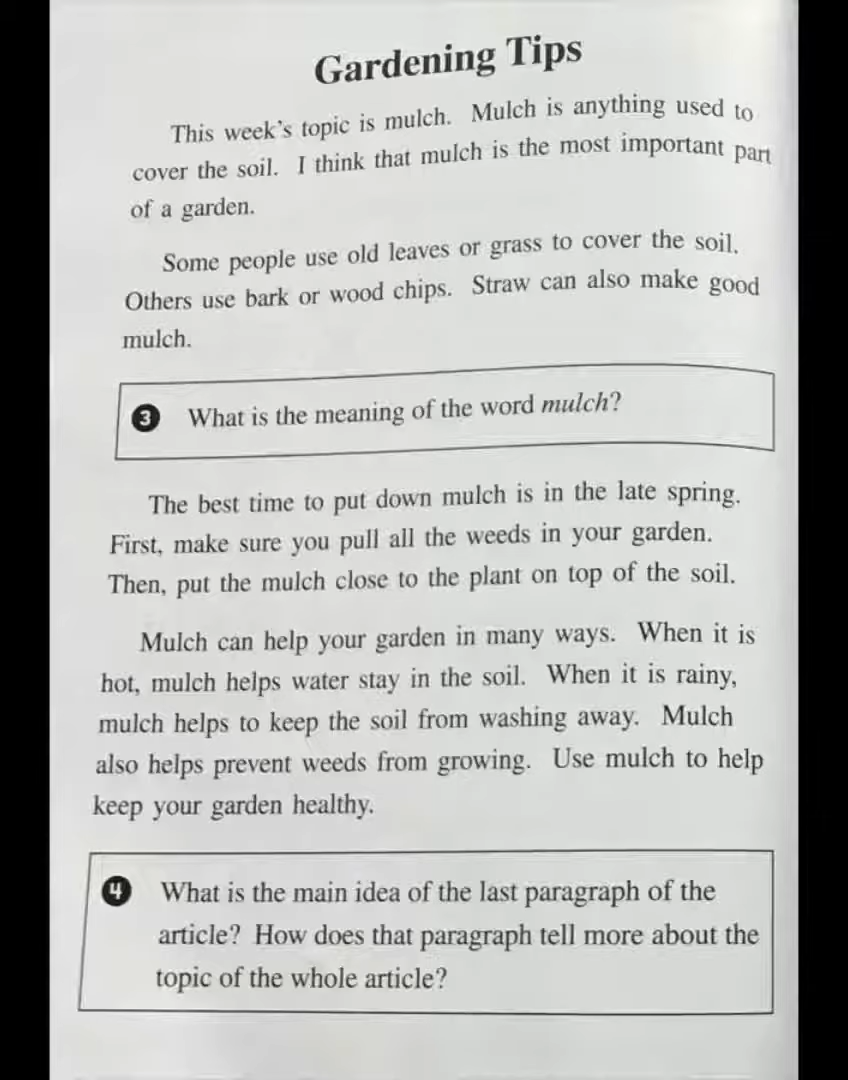 Gardening Tips
This week's topic is mulch. Mulch is anything used to
cover the soil. I think that mulch is the most important part
of a garden.
Some people use old leaves or grass to cover the soil.
Others use bark or wood chips. Straw can also make good
mulch.
3 What is the meaning of the word mulch?
The best time to put down mulch is in the late spring.
First, make sure you pull all the weeds in your garden.
Then, put the mulch close to the plant on top of the soil.
Mulch can help your garden in many ways. When it is
hot, mulch helps water stay in the soil. When it is rainy,
mulch helps to keep the soil from washing away. Mulch
also helps prevent weeds from growing. Use mulch to help
keep your garden healthy.
4 What is the main idea of the last paragraph of the
article? How does that paragraph tell more about the
topic of the whole article?